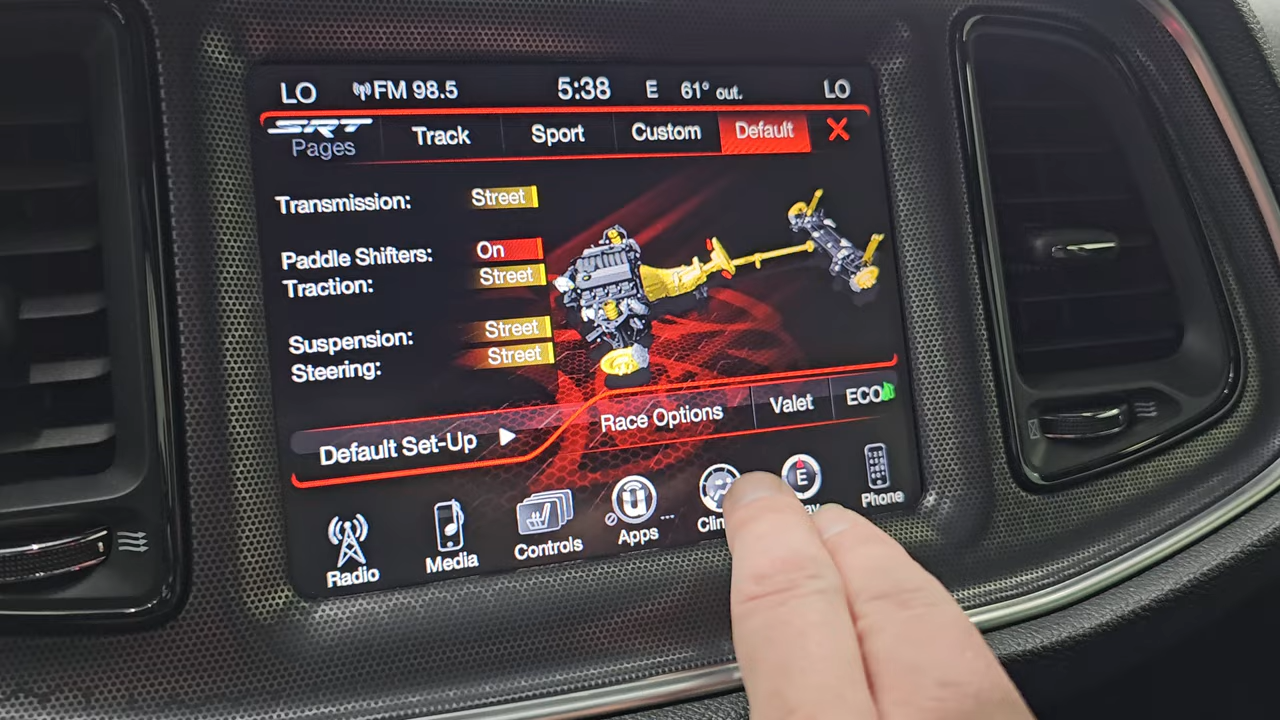 LO FM 98.5 5:38 E 61° out. LO
SRT Pages Track Sport Custom Default X
Transmission: Street
Paddle Shifters: On
Traction: Street
Suspension: Street
Steering: Street
Default Set-Up Race Options Valet ECO
Radio Media Controls Apps ... Clim E av Phone